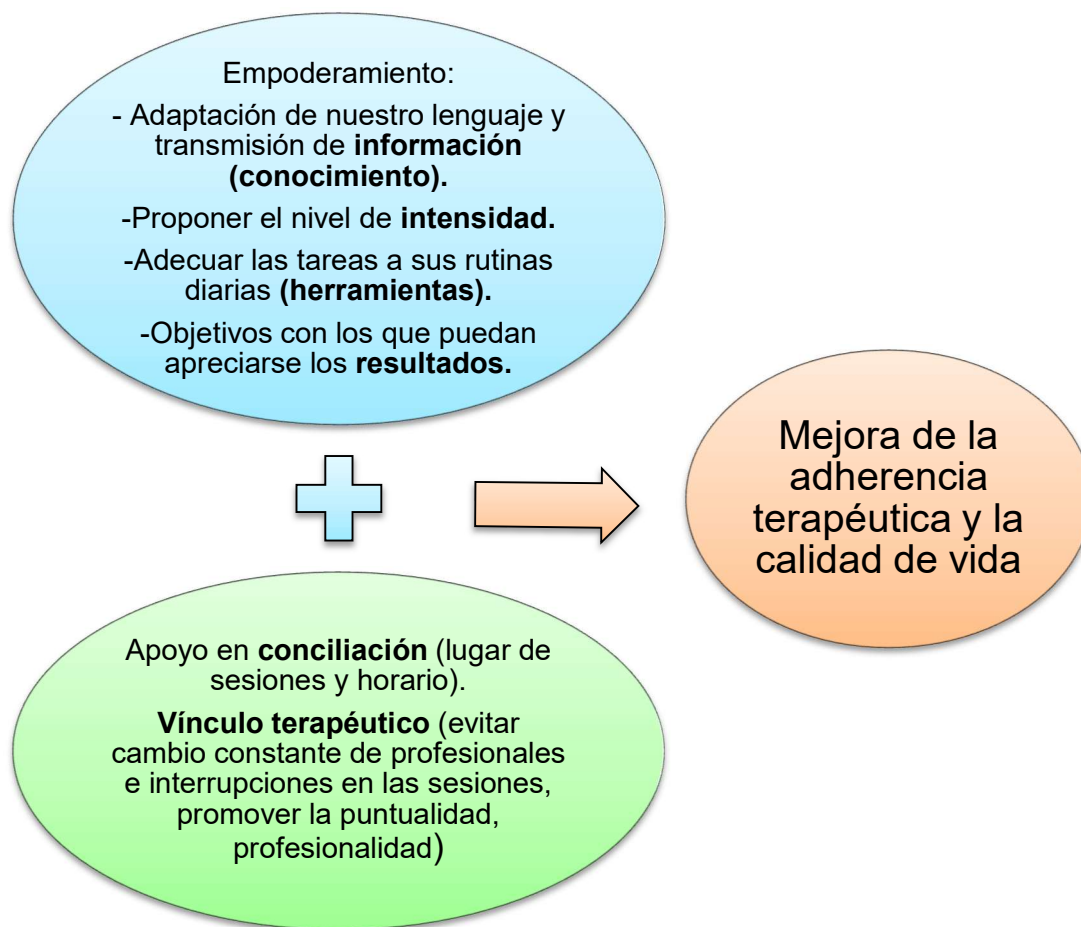 Empoderamiento:
- Adaptación de nuestro lenguaje y
transmisión de información
(conocimiento).
-Proponer el nivel de intensidad.
-Adecuar las tareas a sus rutinas
diarias (herramientas).
-Objetivos con los que puedan
apreciarse los resultados.
Mejora de la
adherencia
terapéutica y la
calidad de vida
Apoyo en conciliación (lugar de
sesiones y horario).
Vínculo terapéutico (evitar
cambio constante de profesionales
e interrupciones en las sesiones,
promover la puntualidad,
profesionalidad)